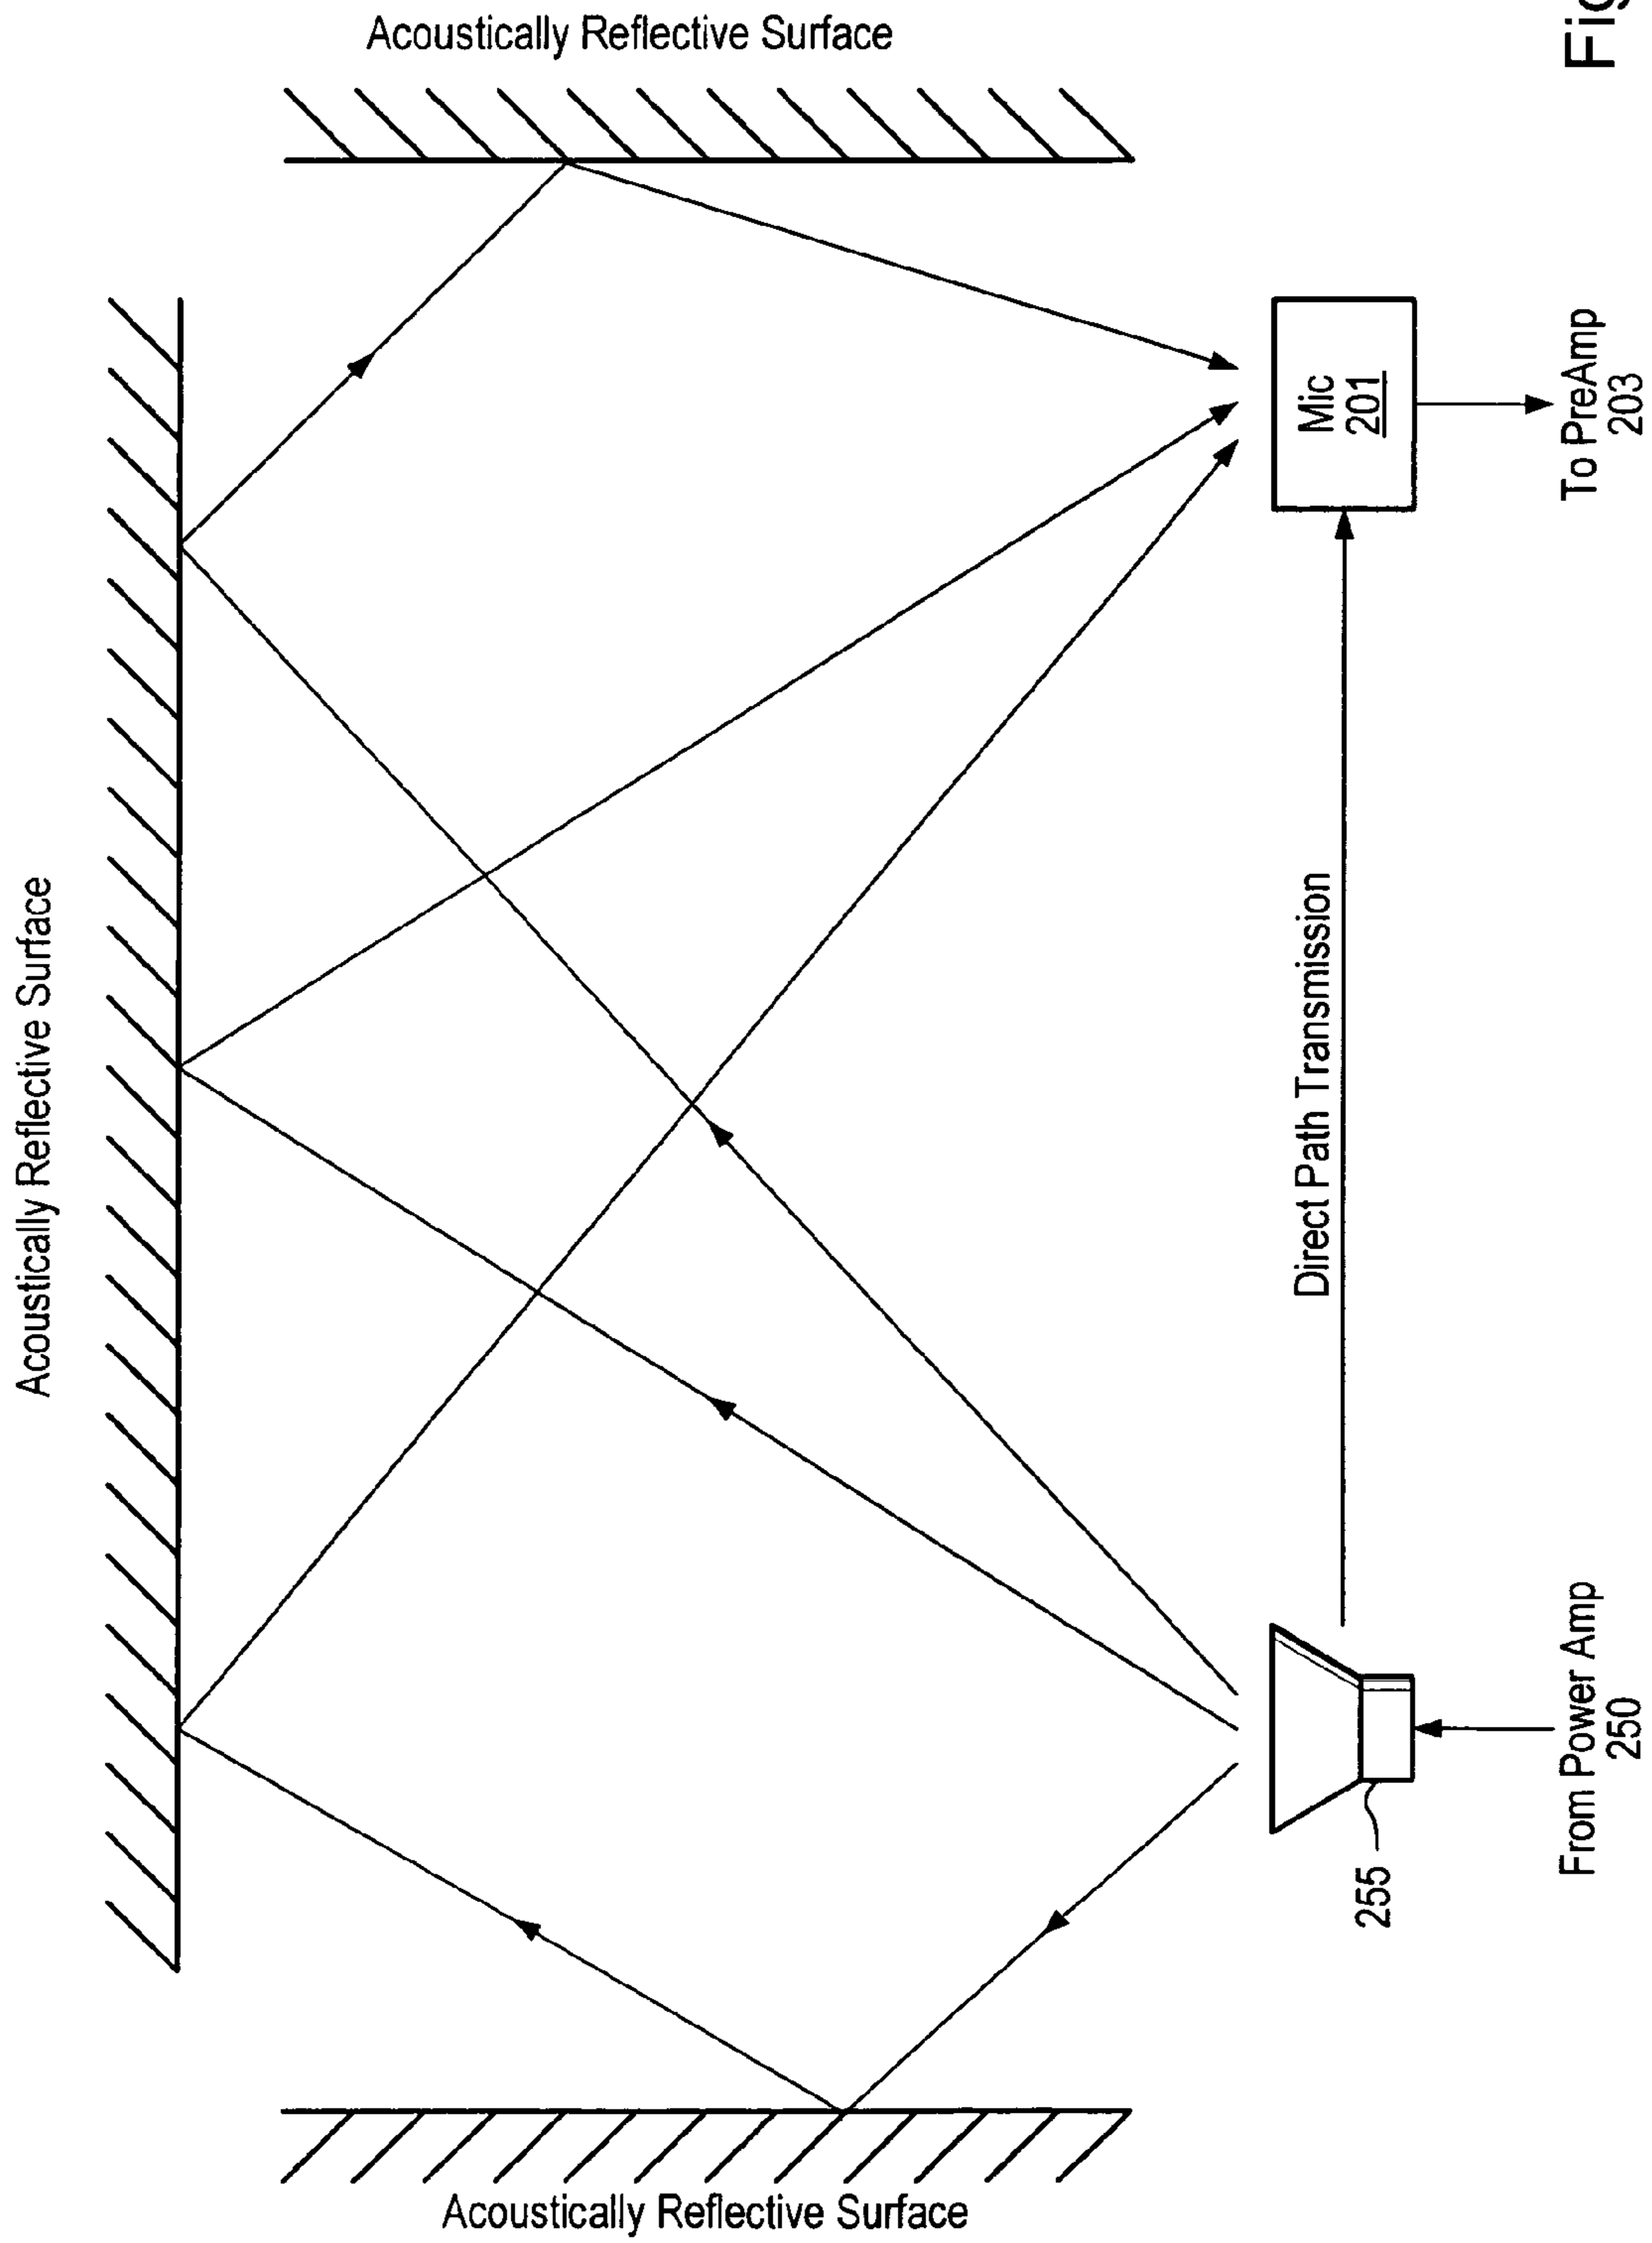 Acoustically Reflective Surface
Acoustically Reflective Surface
Acoustically Reflective Surface
Direct Path Transmission
Mic
201
255
From Power Amp
250
To PreAmp
203